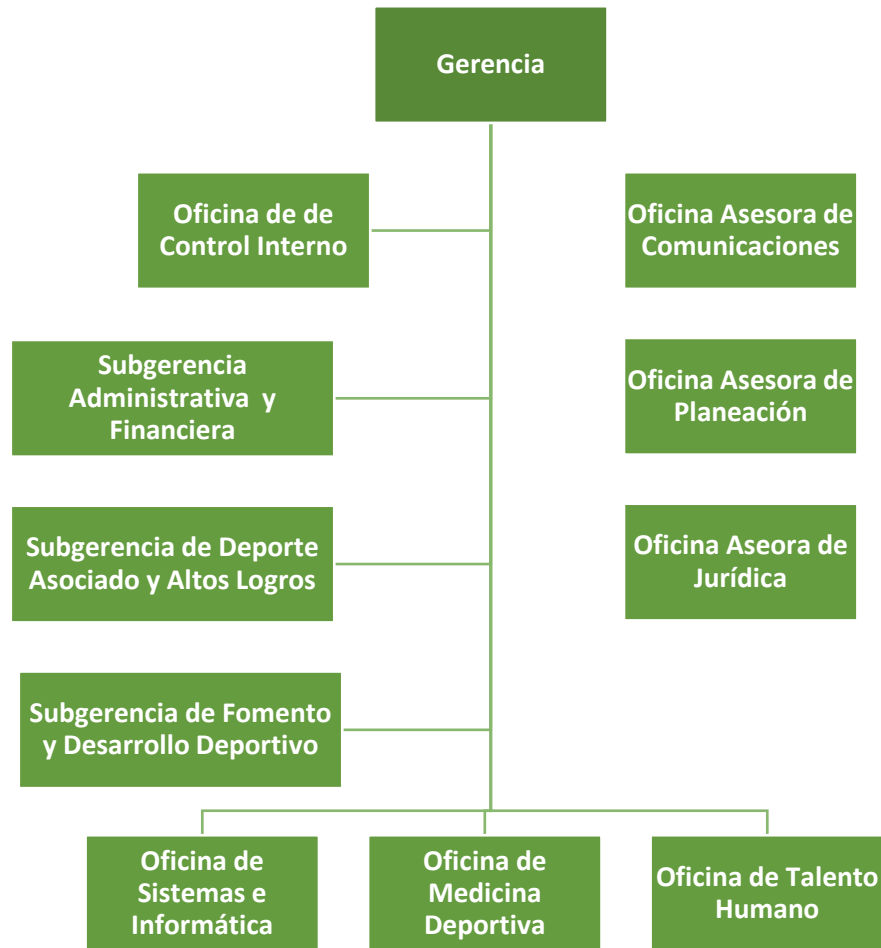 Gerencia
Oficina de de
Control Interno
Oficina Asesora de
Comunicaciones
Subgerencia
Administrativa  y
Financiera
Oficina Asesora de
Planeación
Subgerencia de Deporte
Asociado y Altos Logros
Oficina Aseora de
Jurídica
Subgerencia de Fomento
y Desarrollo Deportivo
Oficina de
Sistemas e
Informática
Oficina de
Medicina
Deportiva
Oficina de Talento
Humano